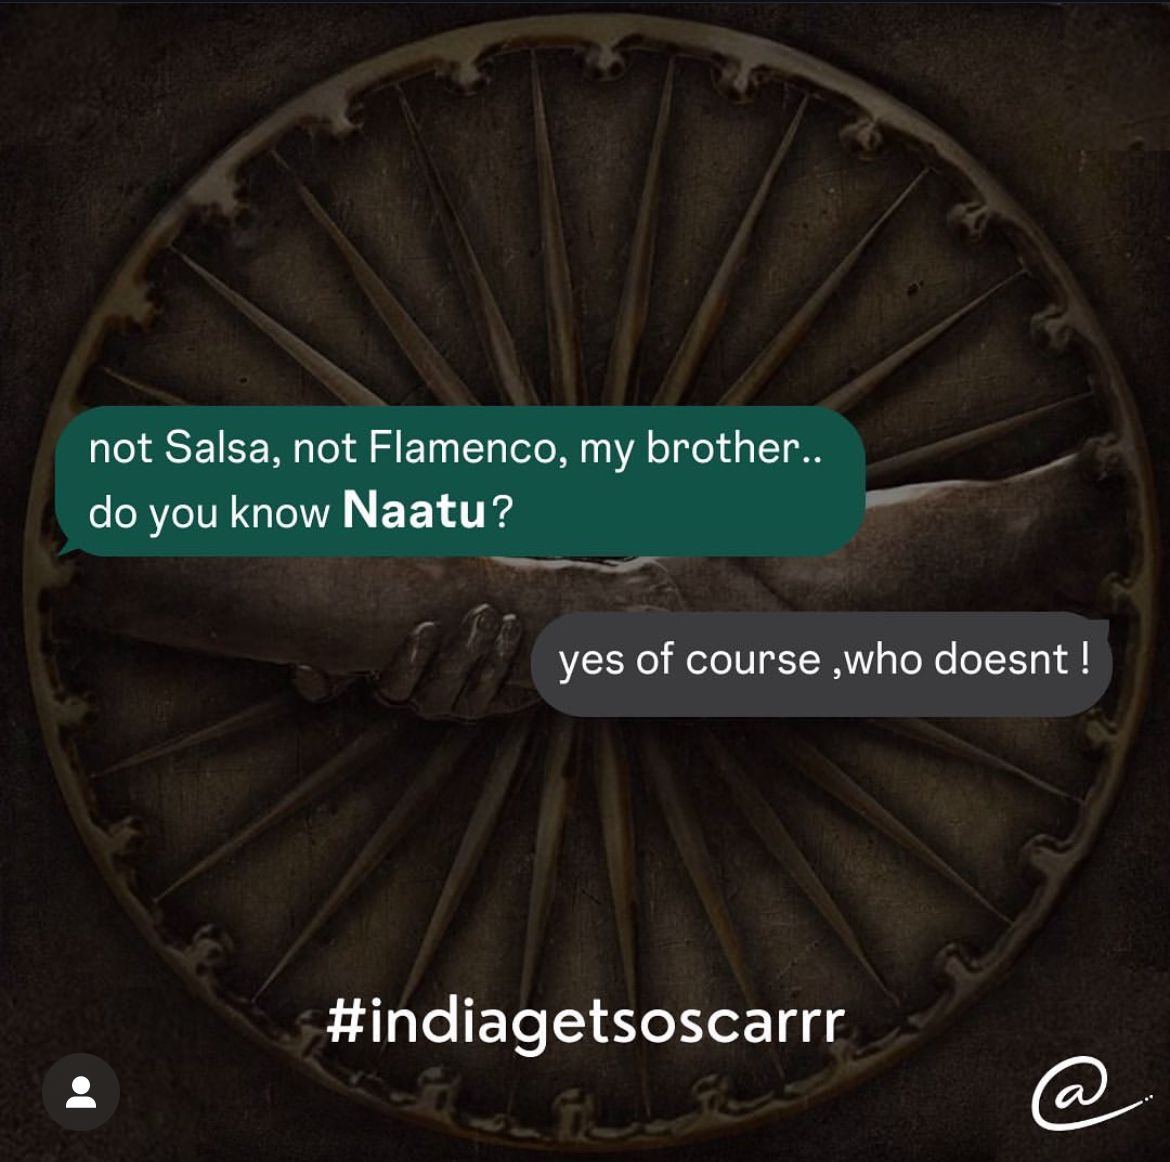 not Salsa, not Flamenco, my brother..
do you know Naatu?
yes of course ,who doesnt !
#indiagetsoscarrr
@